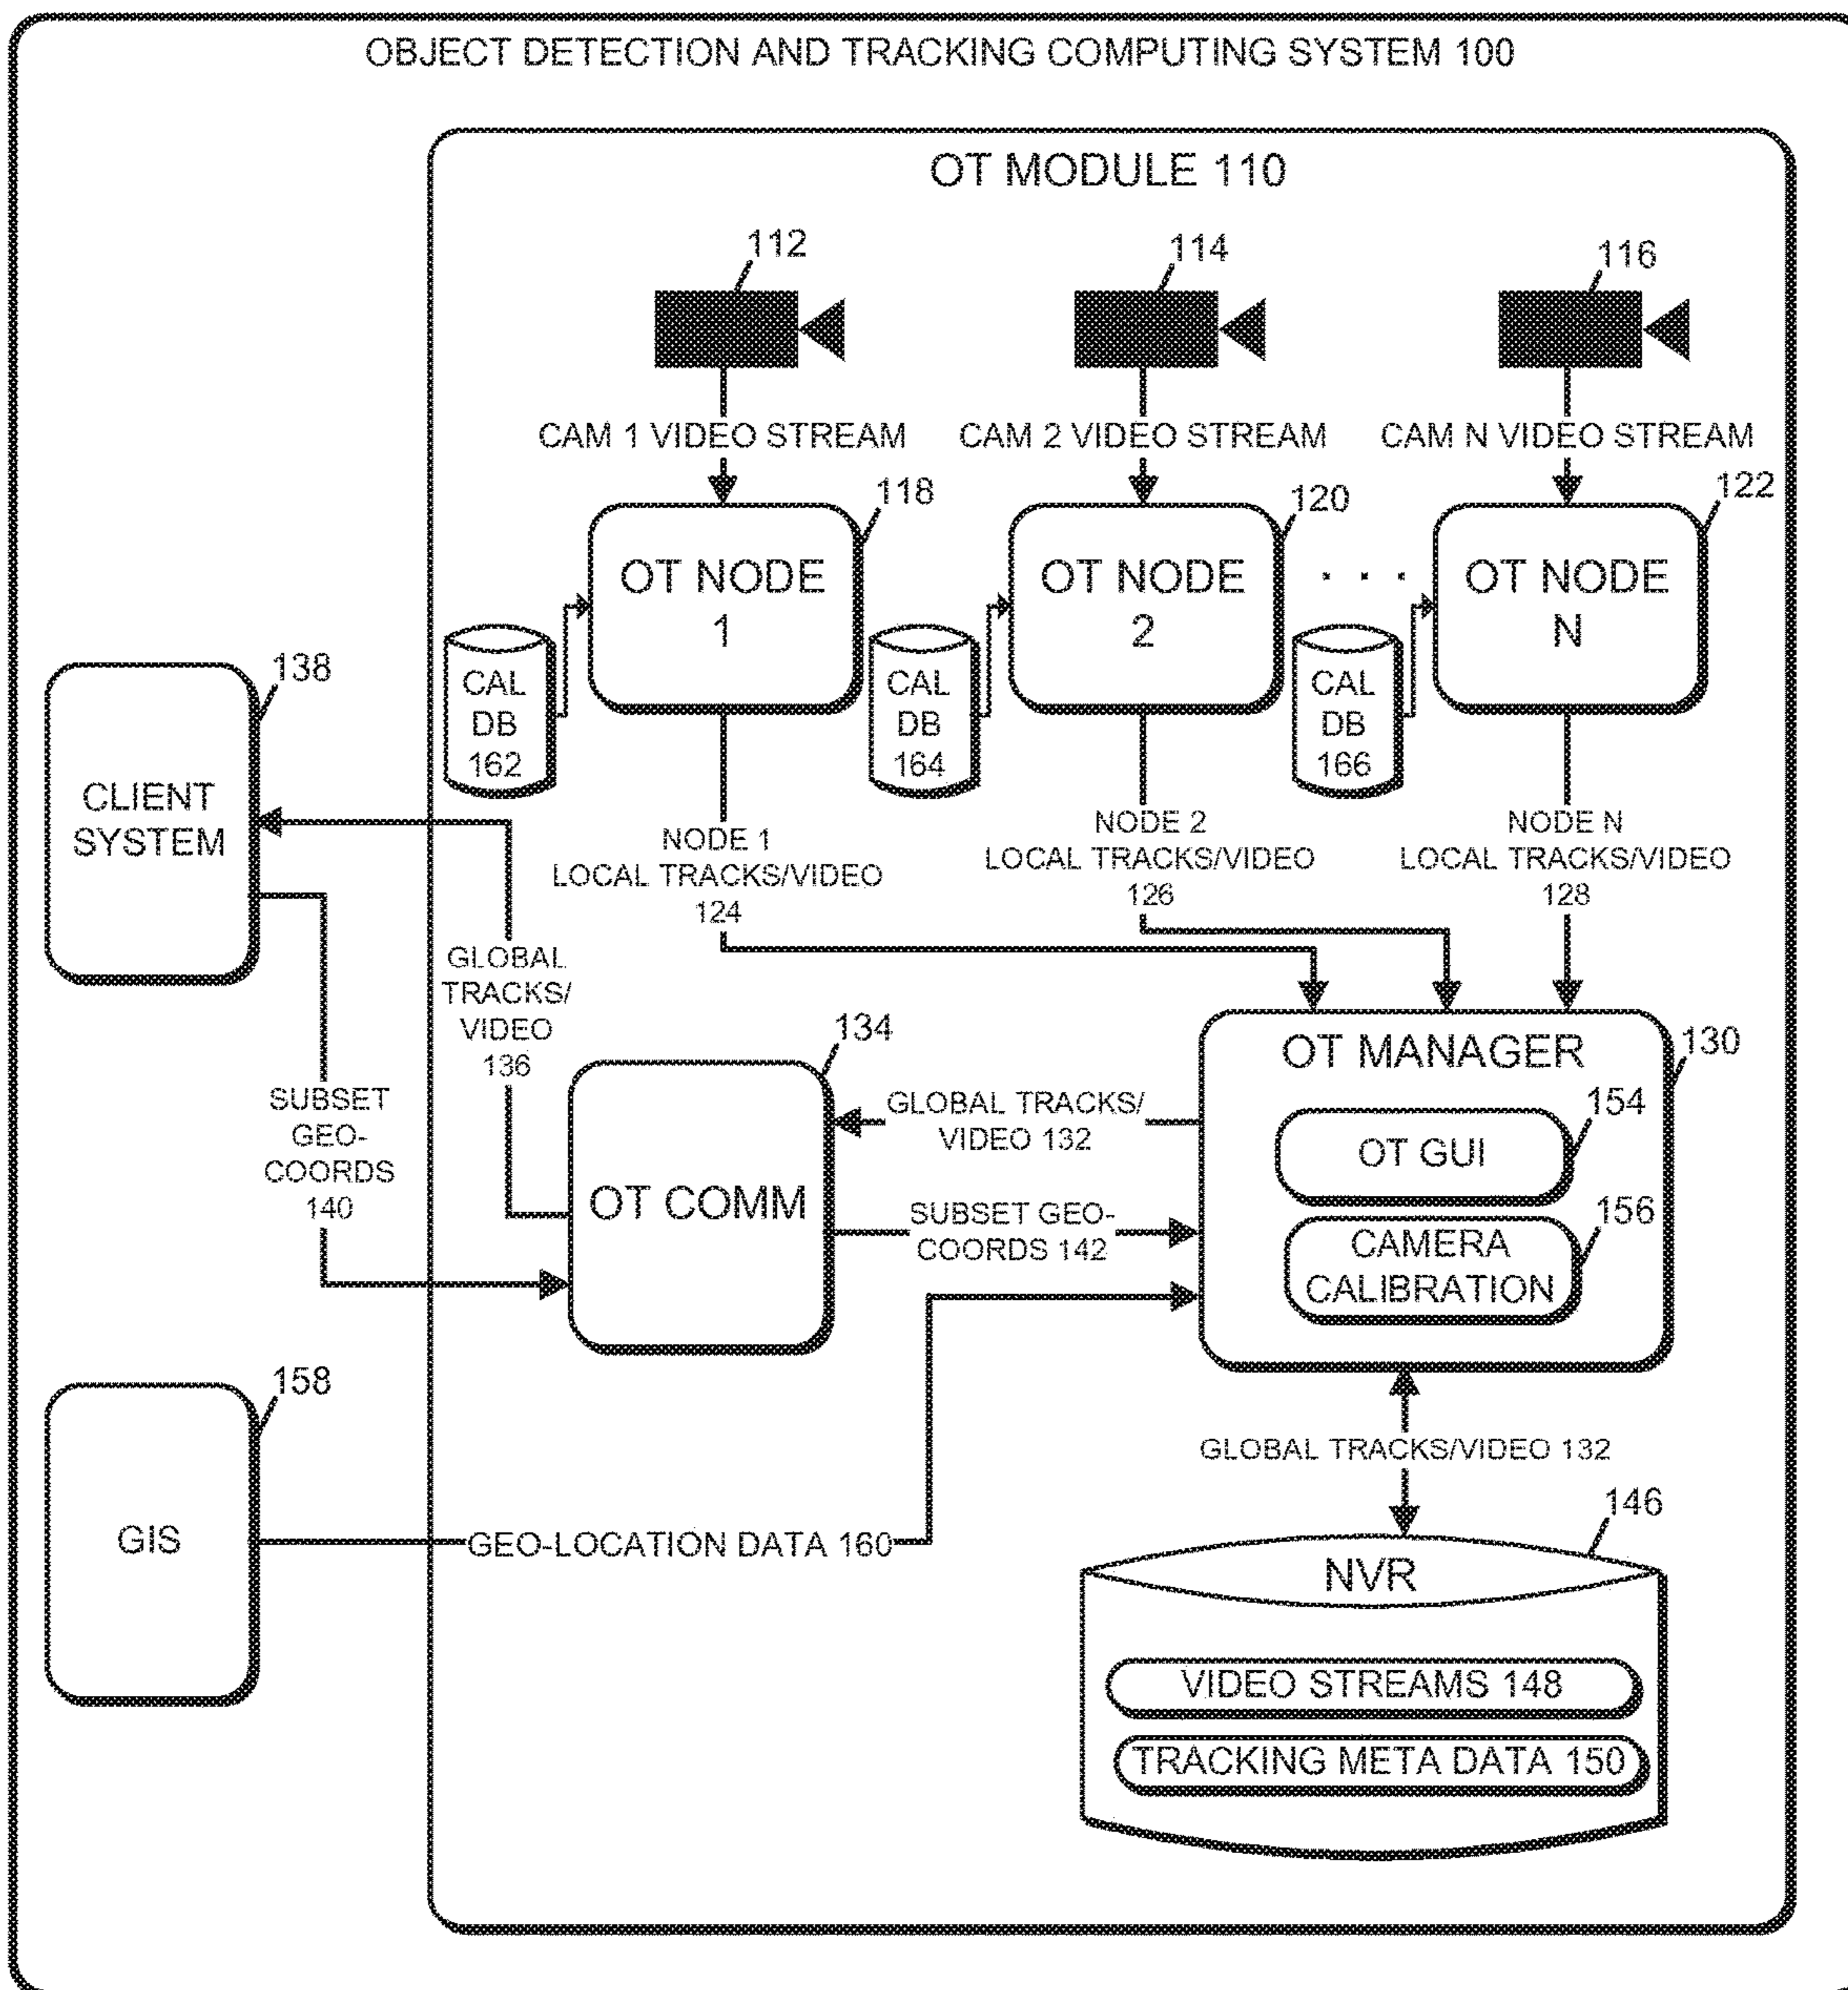 OBJECT DETECTION AND TRACKING COMPUTING SYSTEM 100
OT MODULE 110
112
114
116
CAM 1 VIDEO STREAM
CAM 2 VIDEO STREAM
CAM N VIDEO STREAM
118
120
122
OT NODE
1
OT NODE
2
. . .
OT NODE
N
CAL
DB
162
CAL
DB
164
CAL
DB
166
138
CLIENT
SYSTEM
NODE 1
LOCAL TRACKS/VIDEO
124
NODE 2
LOCAL TRACKS/VIDEO
126
NODE N
LOCAL TRACKS/VIDEO
128
GLOBAL
TRACKS/
VIDEO
136
SUBSET
GEO-
COORDS
140
134
OT COMM
GLOBAL TRACKS/
VIDEO 132
SUBSET GEO-
COORDS 142
130
OT MANAGER
154
OT GUI
156
CAMERA
CALIBRATION
158
GIS
GEO-LOCATION DATA 160
GLOBAL TRACKS/VIDEO 132
146
NVR
VIDEO STREAMS 148
TRACKING META DATA 150